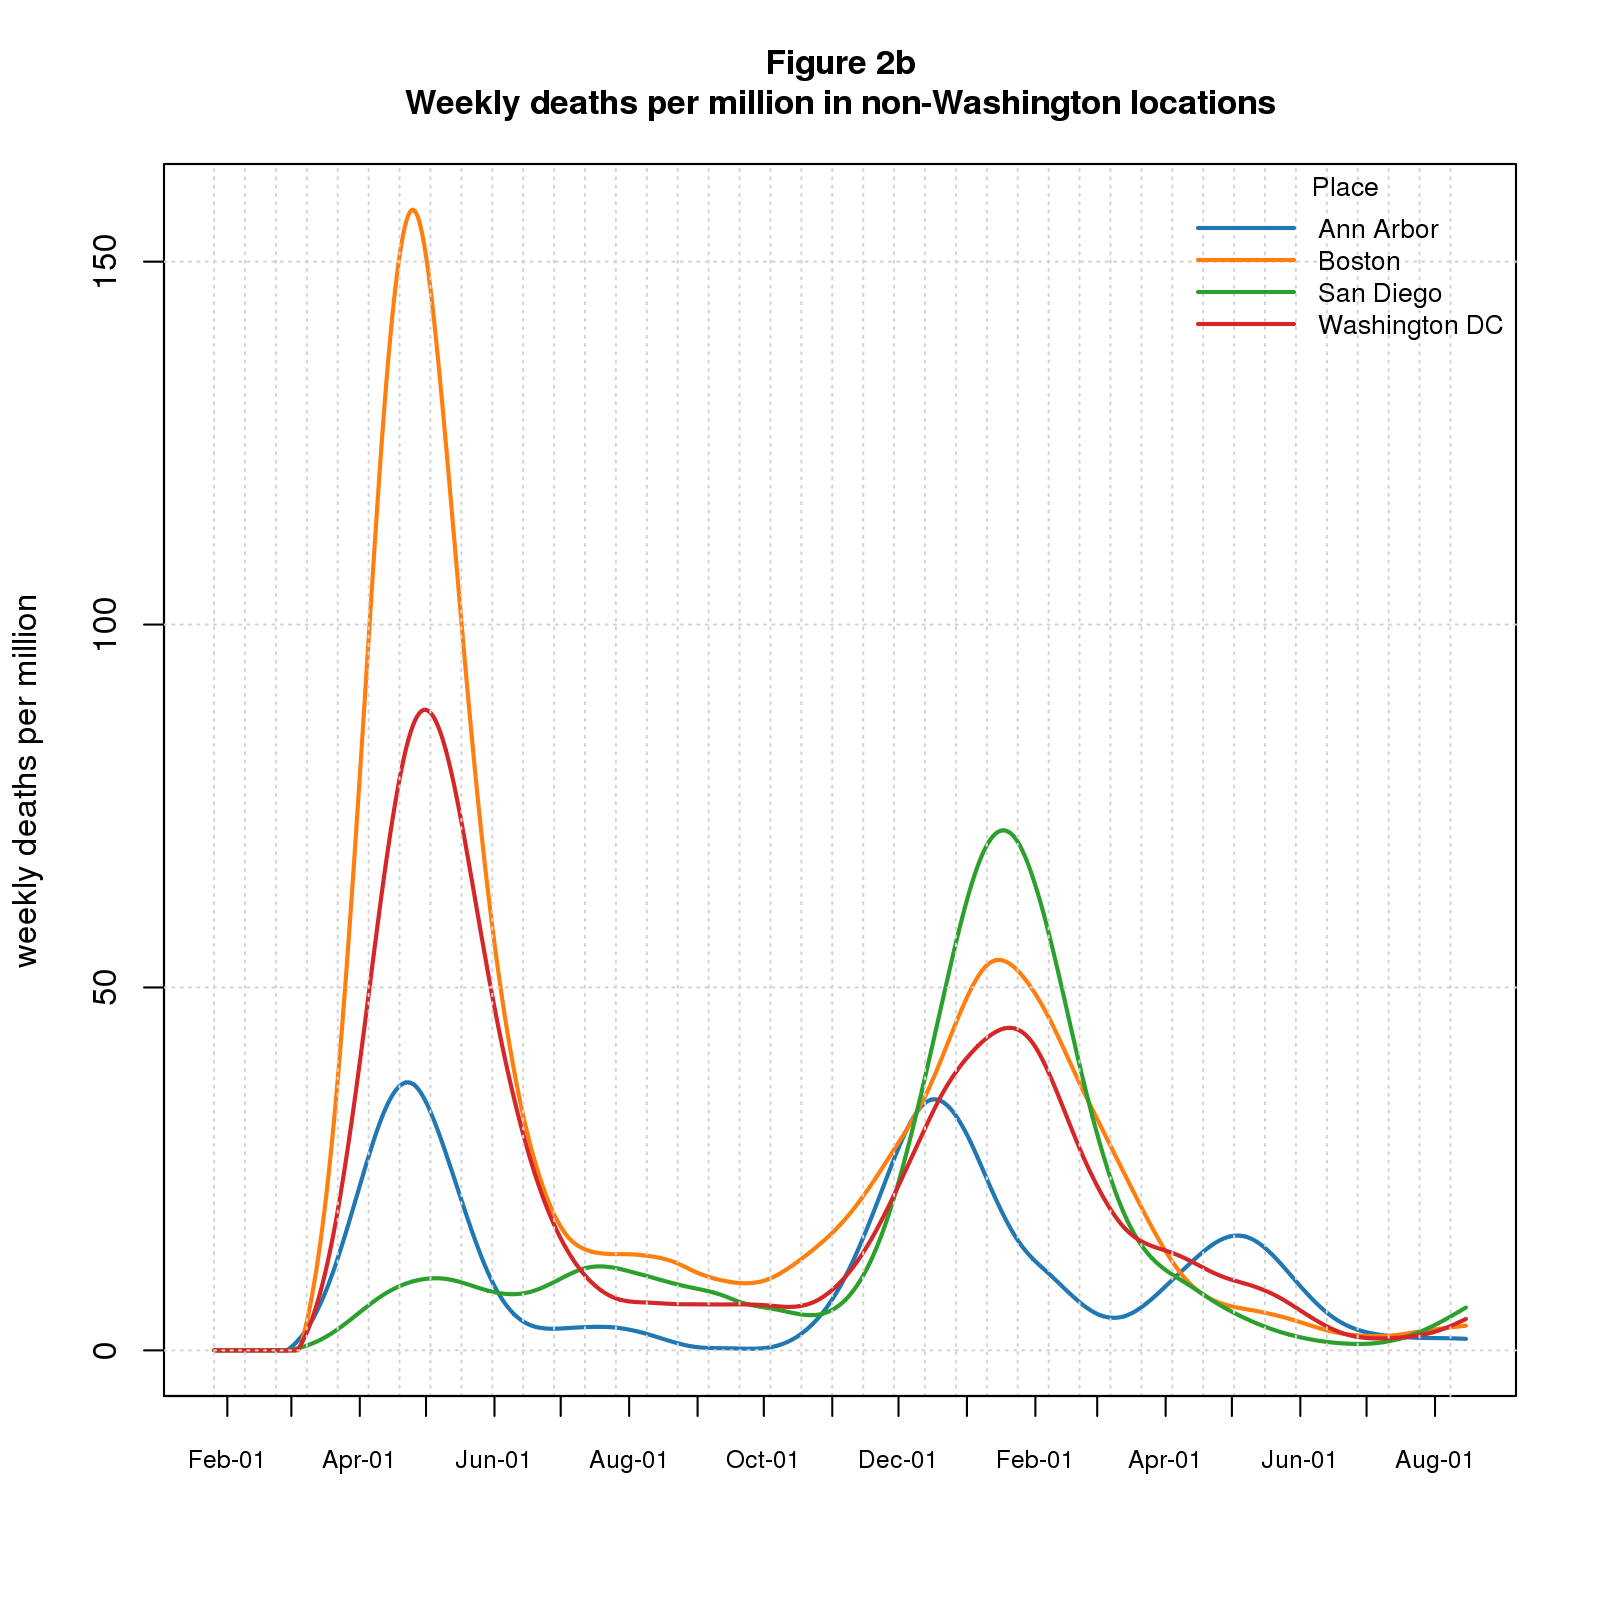 Figure 2b
Weekly deaths per million in non-Washington locations
Place
Ann Arbor
Boston
San Diego
Washington DC
weekly deaths per million
150
100
50
0
Feb-01 Apr-01 Jun-01 Aug-01 Oct-01 Dec-01 Feb-01 Apr-01 Jun-01 Aug-01